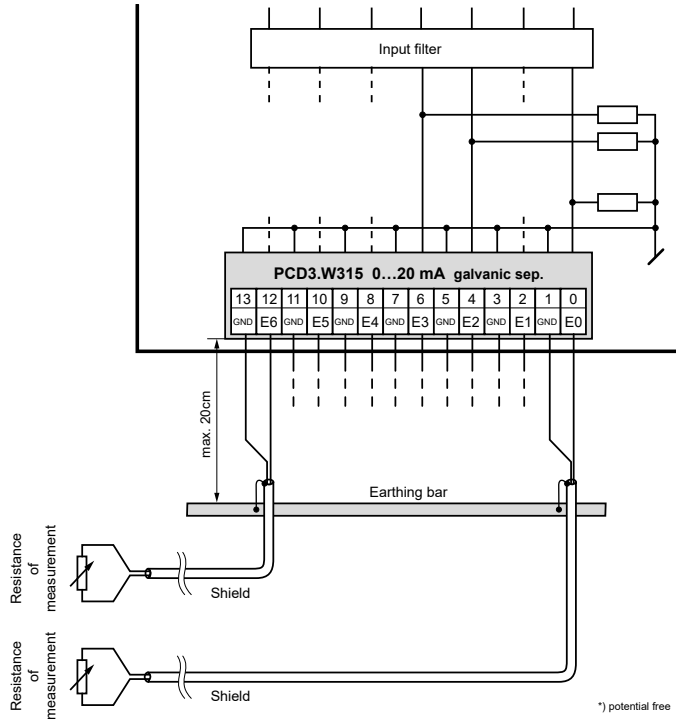 Input filter
PCD3.W315 0…20 mA galvanic sep.
13 12 11 10 9 8 7 6 5 4 3 2 1 0
GND E6 GND E5 GND E4 GND E3 GND E2 GND E1 GND E0
max. 20cm
Earthing bar
Resistance
of
measurement
Shield
Resistance
of
measurement
Shield
*) potential free